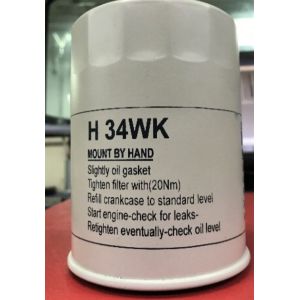 H 34WK
MOUNT BY HAND
Slightly oil gasket
Tighten filter with(20Nm)
Refill crankcase to standard level
Start engine-check for leaks-
Retighten eventually-check oil level